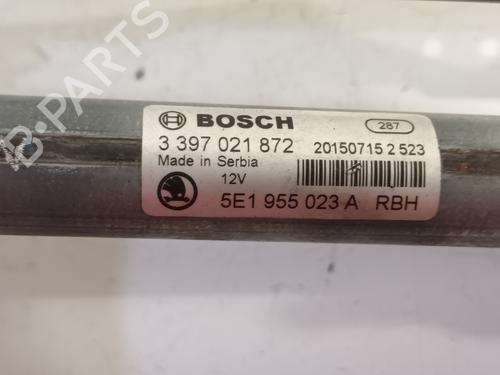 B-PARTS
BOSCH
287
3 397 021 872
20150715 2 523
Made in Serbia
12V
5E1 955 023 A RBH